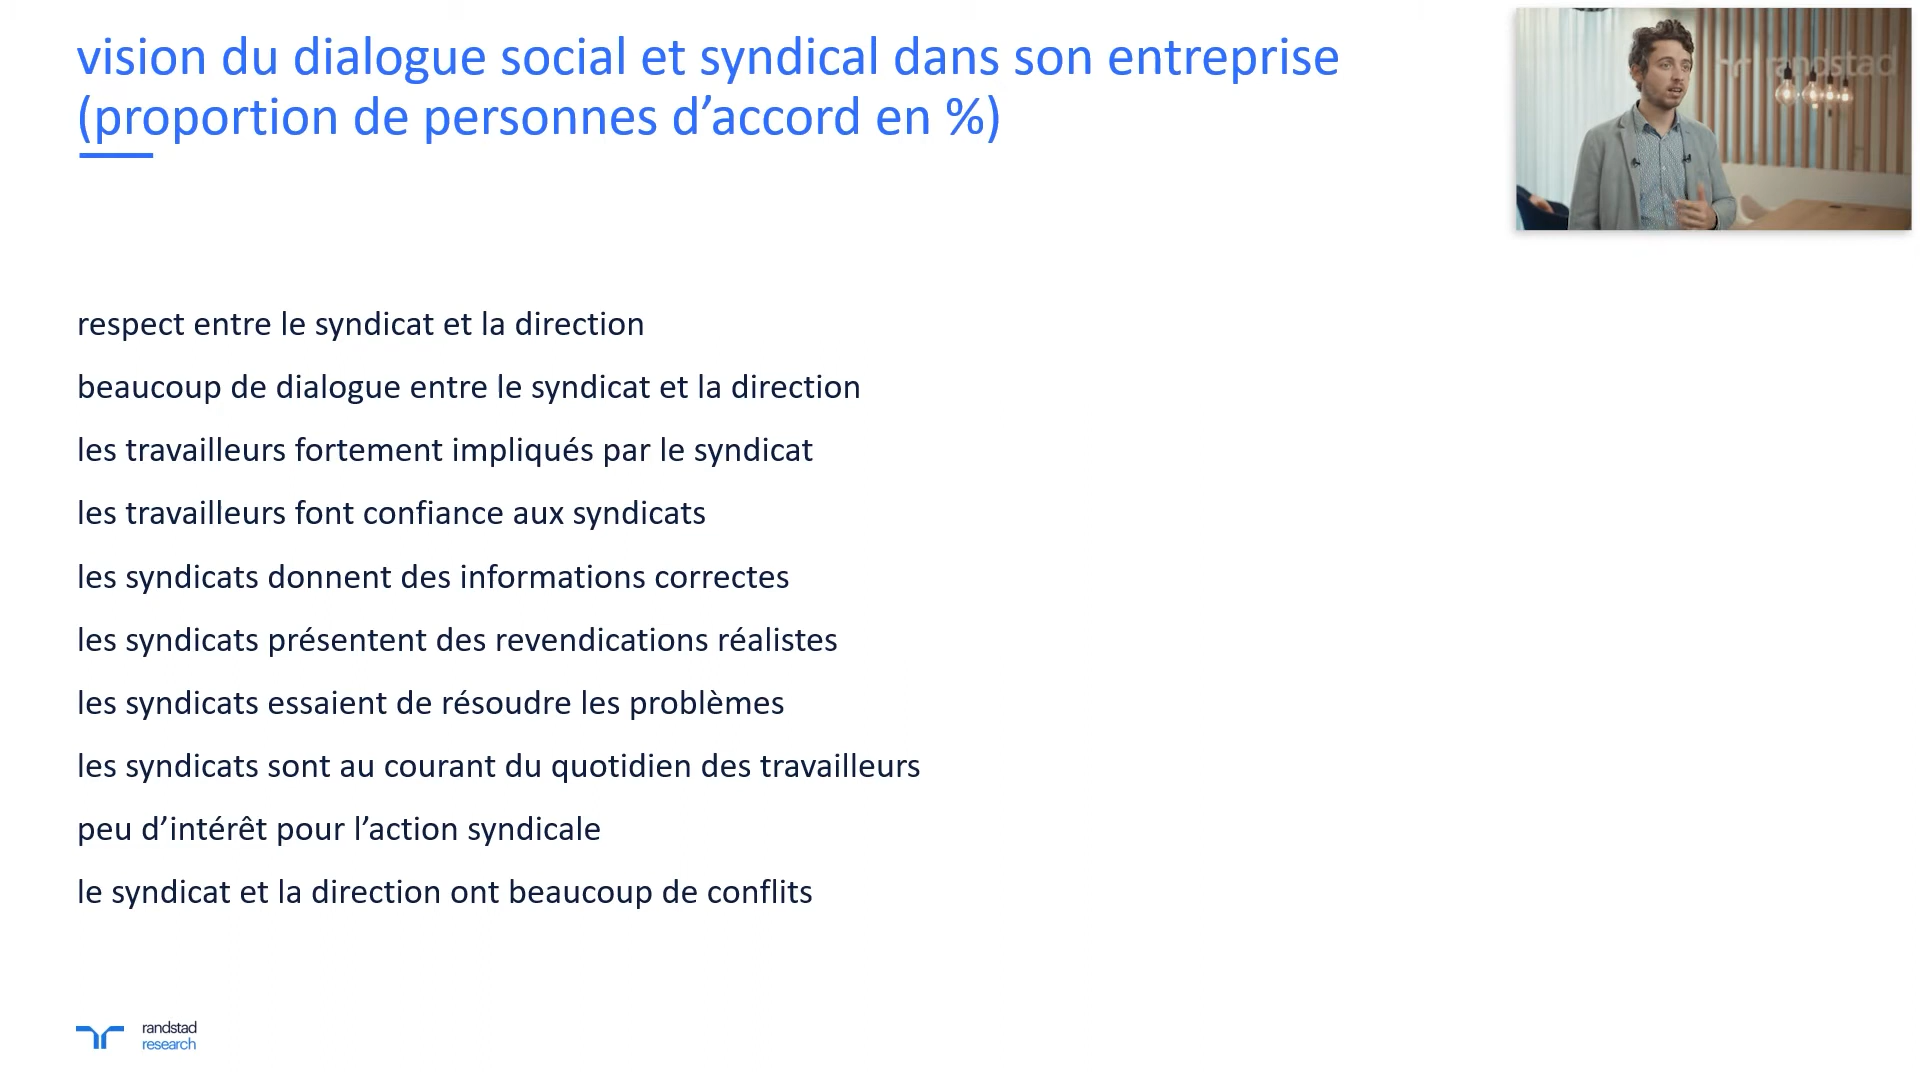 vision du dialogue social et syndical dans son entreprise
(proportion de personnes d’accord en %)
randstad
respect entre le syndicat et la direction
beaucoup de dialogue entre le syndicat et la direction
les travailleurs fortement impliqués par le syndicat
les travailleurs font confiance aux syndicats
les syndicats donnent des informations correctes
les syndicats présentent des revendications réalistes
les syndicats essaient de résoudre les problèmes
les syndicats sont au courant du quotidien des travailleurs
peu d’intérêt pour l’action syndicale
le syndicat et la direction ont beaucoup de conflits
randstad
research